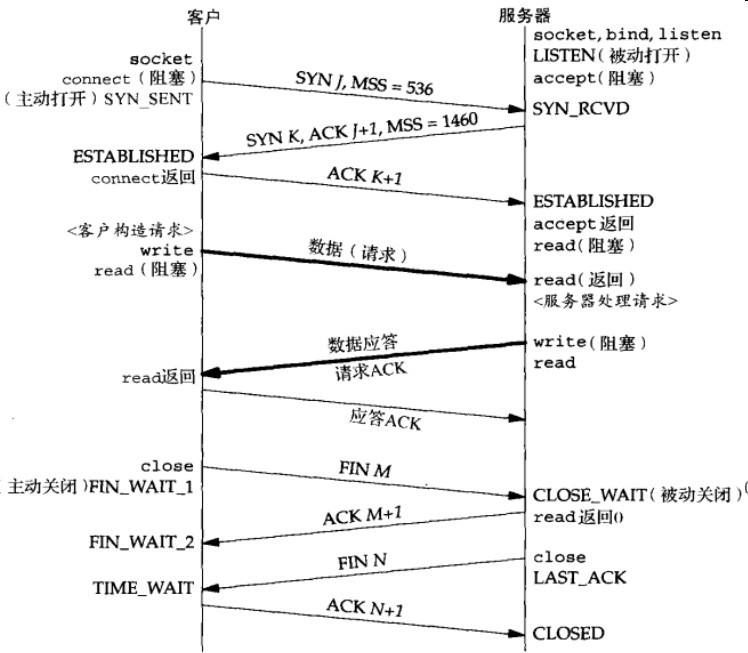 客户
服务器
socket, bind, listen
LISTEN(被动打开)
accept(阻塞)
socket
connect(阻塞)
(主动打开) SYN_SENT
SYN J, MSS = 536
SYN_RCVD
SYN K, ACK J+1, MSS = 1460
ESTABLISHED
connect返回
ACK K+1
ESTABLISHED
accept返回
read(阻塞)
<客户构造请求>
write
read(阻塞)
数据(请求)
read(返回)
<服务器处理请求>
write(阻塞)
read
数据应答
请求ACK
read返回
应答ACK
close
(主动关闭)FIN_WAIT_1
FIN M
CLOSE_WAIT(被动关闭)
read返回0
ACK M+1
FIN_WAIT_2
FIN N
close
LAST_ACK
TIME_WAIT
ACK N+1
CLOSED